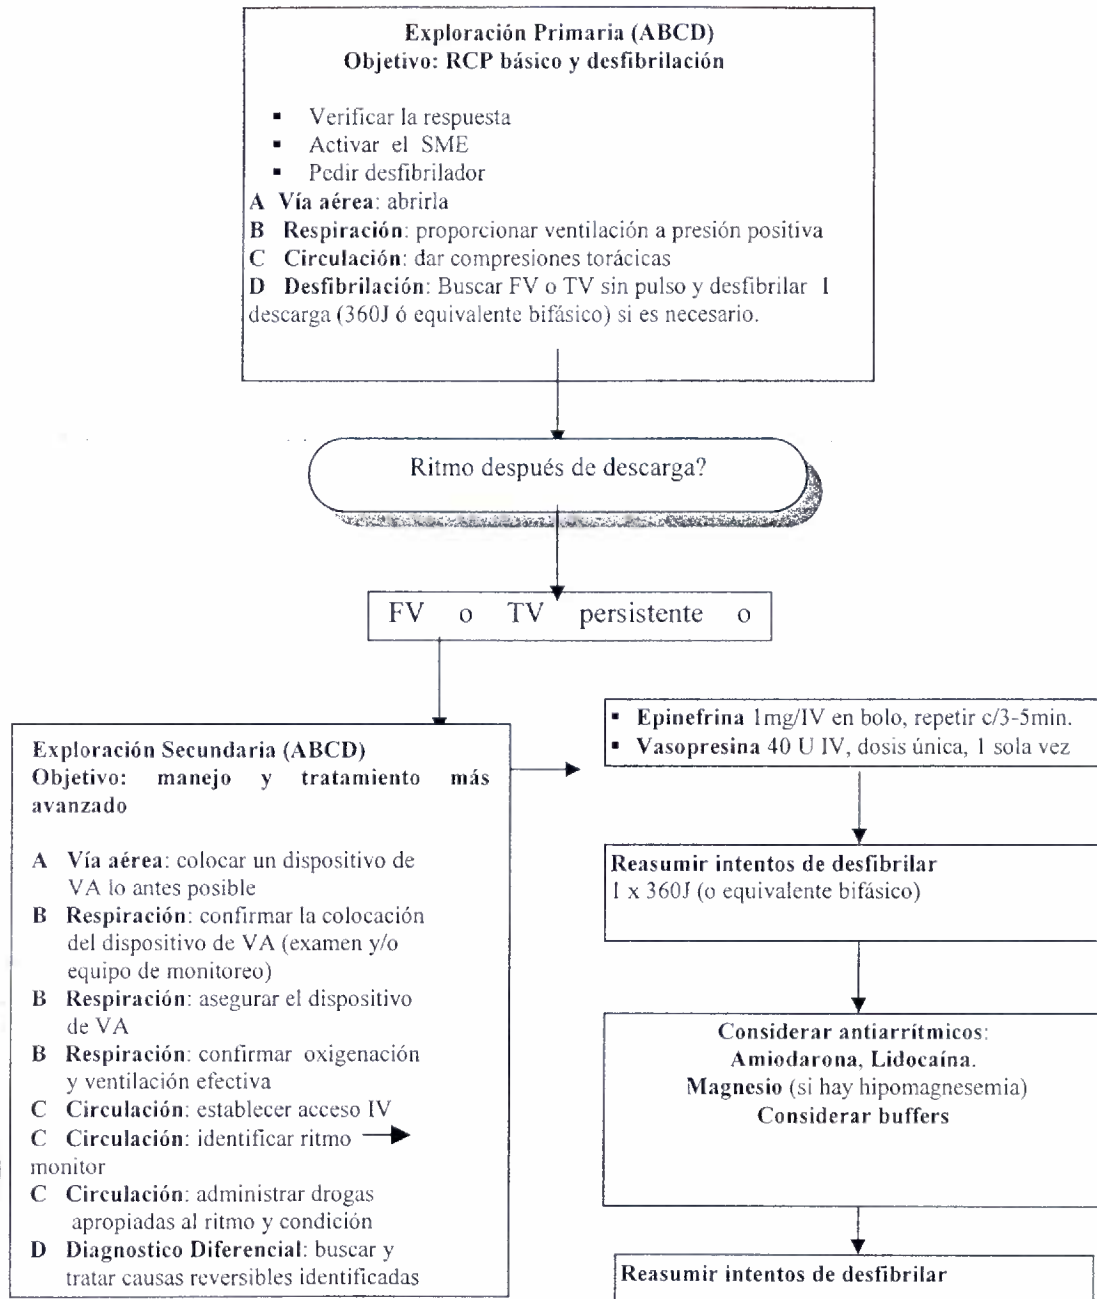 Exploración Primaria (ABCD)
Objetivo: RCP básico y desfibrilación
▪ Verificar la respuesta
▪ Activar el SME
▪ Pedir desfibrilador
A Vía aérea: abrirla
B Respiración: proporcionar ventilación a presión positiva
C Circulación: dar compresiones torácicas
D Desfibrilación: Buscar FV o TV sin pulso y desfibrilar 1
descarga (360J ó equivalente bifásico) si es necesario.
Ritmo después de descarga?
FV o TV persistente o
Exploración Secundaria (ABCD)
Objetivo: manejo y tratamiento más
avanzado
A Vía aérea: colocar un dispositivo de
VA lo antes posible
B Respiración: confirmar la colocación
del dispositivo de VA (examen y/o
equipo de monitoreo)
B Respiración: asegurar el dispositivo
de VA
B Respiración: confirmar oxigenación
y ventilación efectiva
C Circulación: establecer acceso IV
C Circulación: identificar ritmo →
monitor
C Circulación: administrar drogas
apropiadas al ritmo y condición
D Diagnostico Diferencial: buscar y
tratar causas reversibles identificadas
▪ Epinefrina 1mg/IV en bolo, repetir c/3-5min.
▪ Vasopresina 40 U IV, dosis única, 1 sola vez
Reasumir intentos de desfibrilar
1 x 360J (o equivalente bifásico)
Considerar antiarrítmicos:
Amiodarona, Lidocaína.
Magnesio (si hay hipomagnesemia)
Considerar buffers
Reasumir intentos de desfibrilar